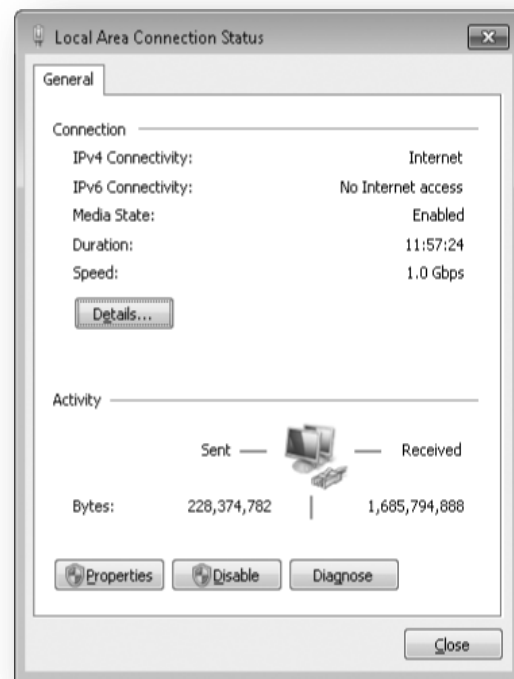 Local Area Connection Status
General
Connection
IPv4 Connectivity: Internet
IPv6 Connectivity: No Internet access
Media State: Enabled
Duration: 11:57:24
Speed: 1.0 Gbps
Details...
Activity
Sent — — Received
Bytes: 228,374,782 | 1,685,794,888
Properties Disable Diagnose
Close